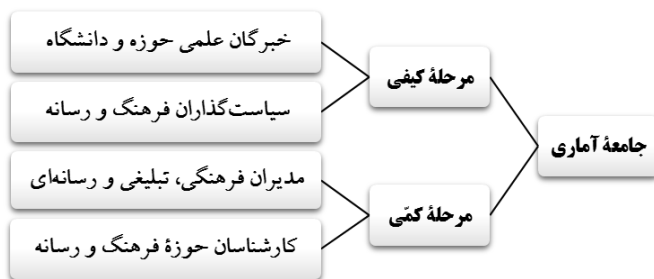 جامعهٔ آماری
مرحلهٔ کیفی
خبرگان علمی حوزه و دانشگاه
سیاست‌گذاران فرهنگ و رسانه
مرحلهٔ کمّی
مدیران فرهنگی، تبلیغی و رسانه‌ای
کارشناسان حوزهٔ فرهنگ و رسانه